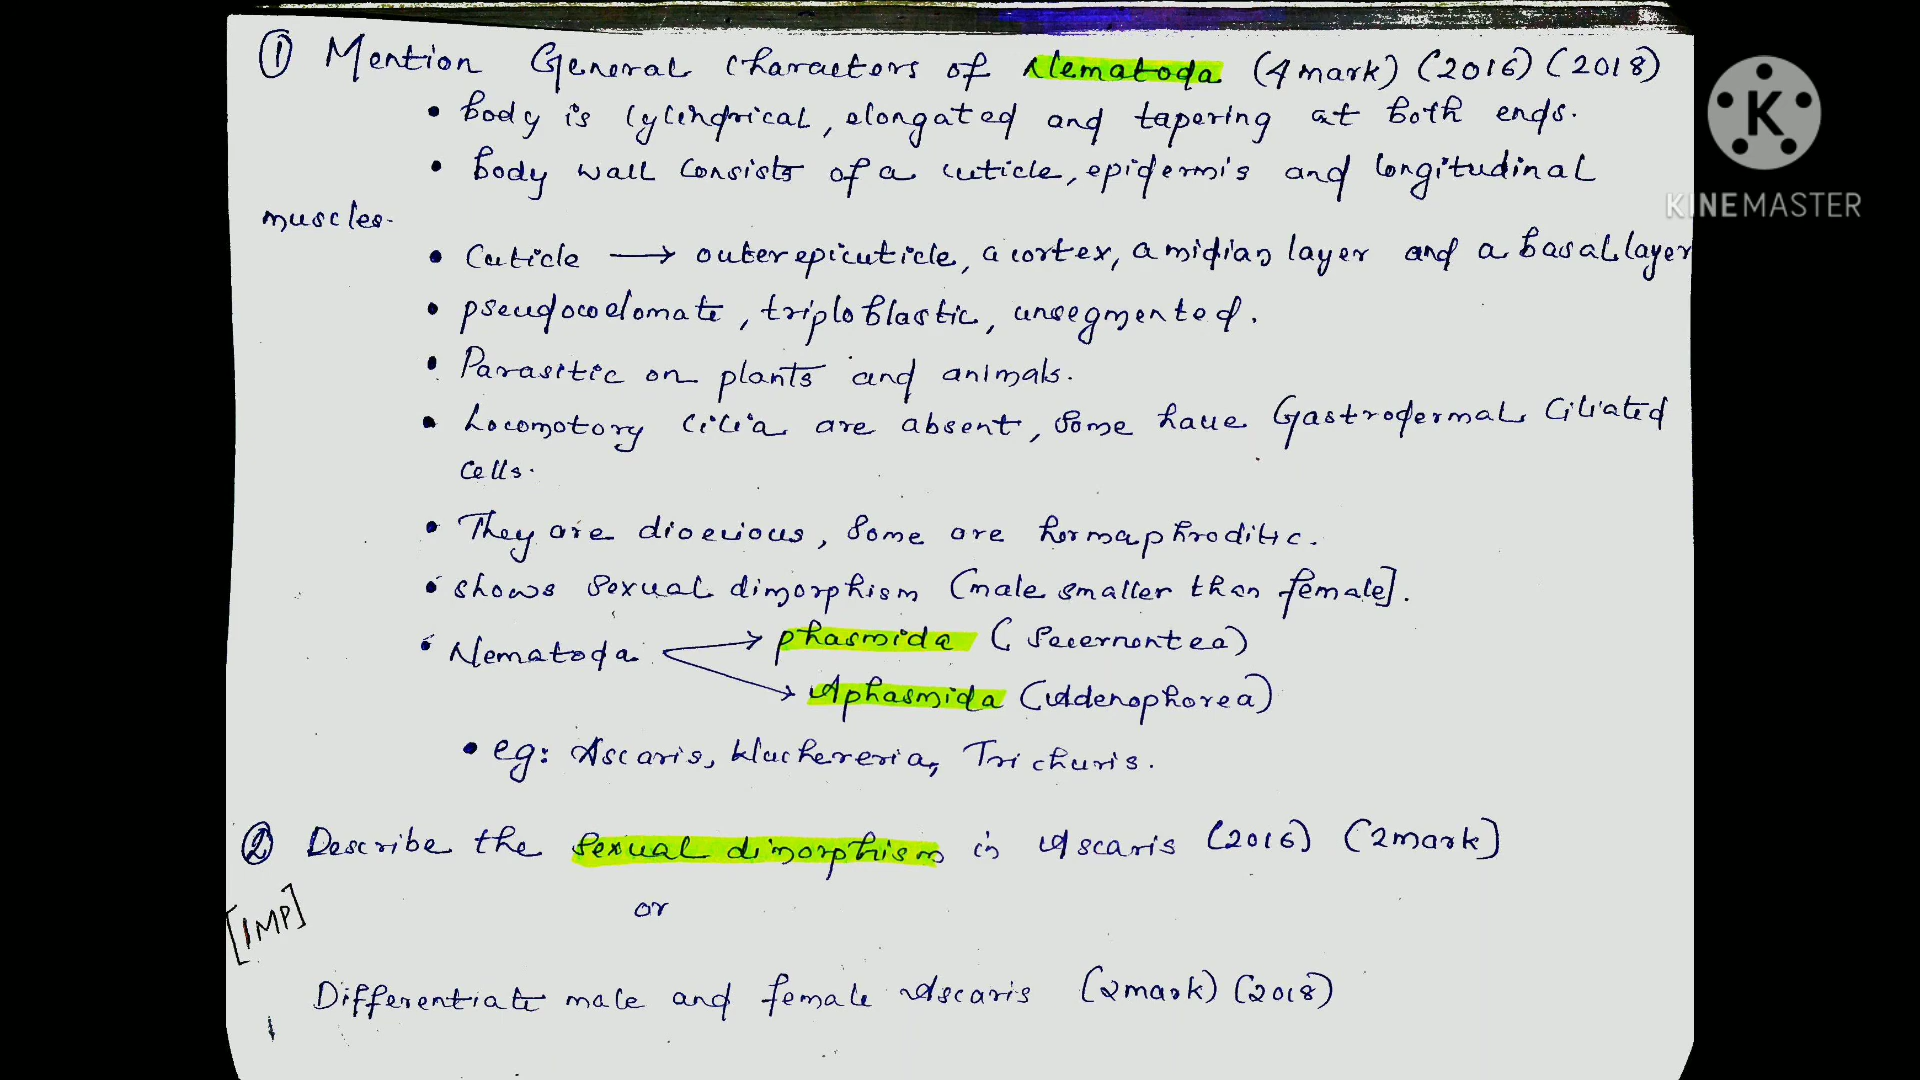 ① Mention General Characters of Nematoda (4 mark) (2016) (2018)
• body is cylindrical, elongated and tapering at both ends.
• body wall consists of a cuticle, epidermis and longitudinal
muscles.
• Cuticle → outer epicuticle, a cortex, a midian layer and a basal layer
• pseudocoelomate, triploblastic, unsegmented.
• Parasitic on plants and animals.
• Locomotory cilia are absent, some have Gastrodermal ciliated
cells.
• They are dioecious, some are hermaphroditic.
• shows sexual dimorphism (male smaller than female].
• Nematoda → phasmida (Secernentea)
→ Aphasmida (Adenophorea)
• eg: Ascaris, Wuchereria, Trichuris.
② Describe the sexual dimorphism in Ascaris (2016) (2mark]
[IMP]
or
Differentiate male and female Ascaris (2mark) (2018)
K
KINEMASTER